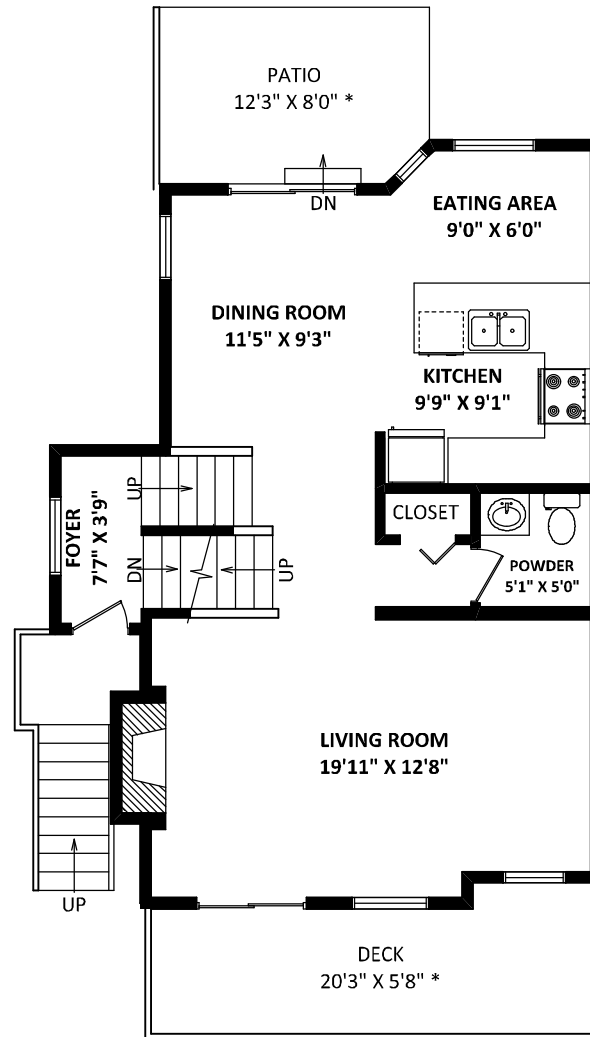 PATIO
12'3" X 8'0" *
DN
EATING AREA
9'0" X 6'0"
DINING ROOM
11'5" X 9'3"
KITCHEN
9'9" X 9'1"
UP
FOYER
7'7" X 3'9"
CLOSET
DN
UP
POWDER
5'1" X 5'0"
LIVING ROOM
19'11" X 12'8"
UP
DECK
20'3" X 5'8" *